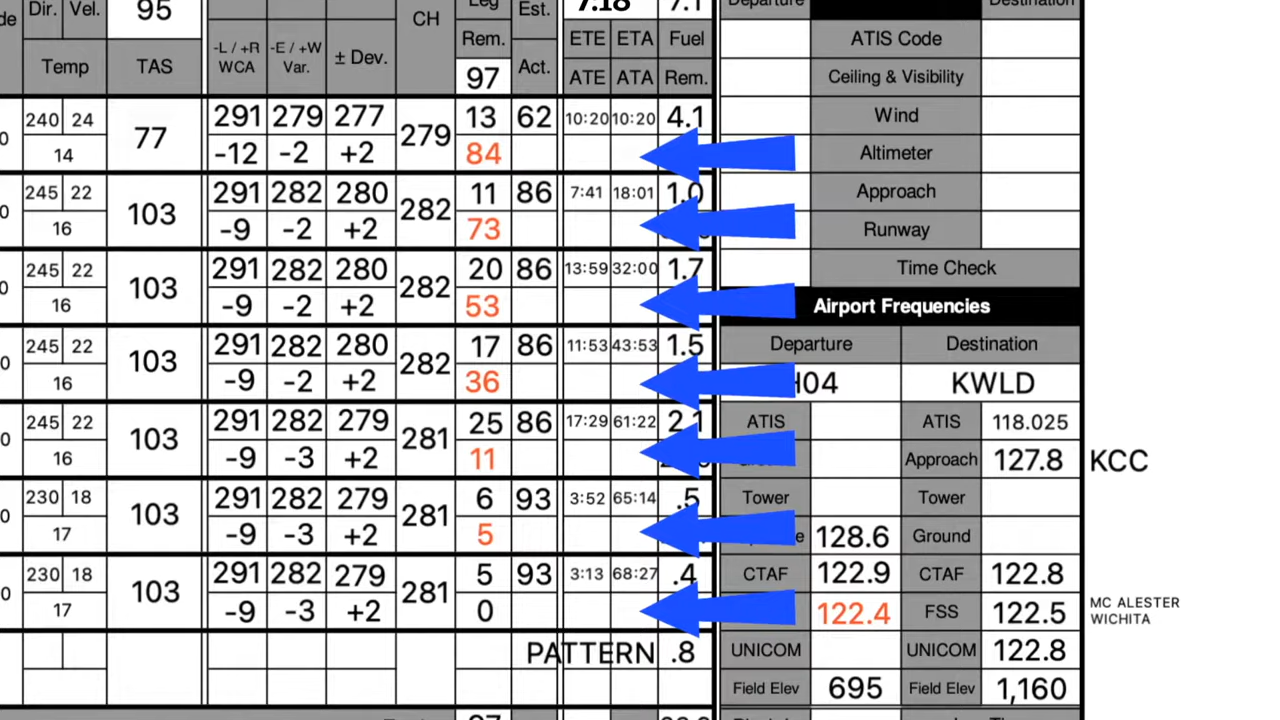 Dir. Vel. 95 CH Leg Est. 7:18 7.1 Departure Destination
Rem. ETE ETA Fuel ATIS Code
-L / +R WCA -E / +W Var. ± Dev.
Temp TAS 97 Act. ATE ATA Rem. Ceiling & Visibility
240 24 77 291 279 277 279 13 62 10:20 10:20 4.1 Wind
14 -12 -2 +2 84 Altimeter
245 22 103 291 282 280 282 11 86 7:41 18:01 1.0 Approach
16 -9 -2 +2 73 Runway
245 22 103 291 282 280 282 20 86 13:59 32:00 1.7 Time Check
16 -9 -2 +2 53 Airport Frequencies
245 22 103 291 282 280 282 17 86 11:53 43:53 1.5 Departure Destination
16 -9 -2 +2 36 H04 KWLD
245 22 103 291 282 279 281 25 86 17:29 61:22 2.1 ATIS ATIS 118.025
16 -9 -3 +2 11 Approach 127.8 KCC
230 18 103 291 282 279 281 6 93 3:52 65:14 .5 Tower Tower
17 -9 -3 +2 5 128.6 Ground
230 18 103 291 282 279 281 5 93 3:13 68:27 .4 CTAF 122.9 CTAF 122.8
17 -9 -3 +2 0 122.4 FSS 122.5 MC ALESTER
WICHITA
PATTERN .8 UNICOM UNICOM 122.8
Field Elev 695 Field Elev 1,160